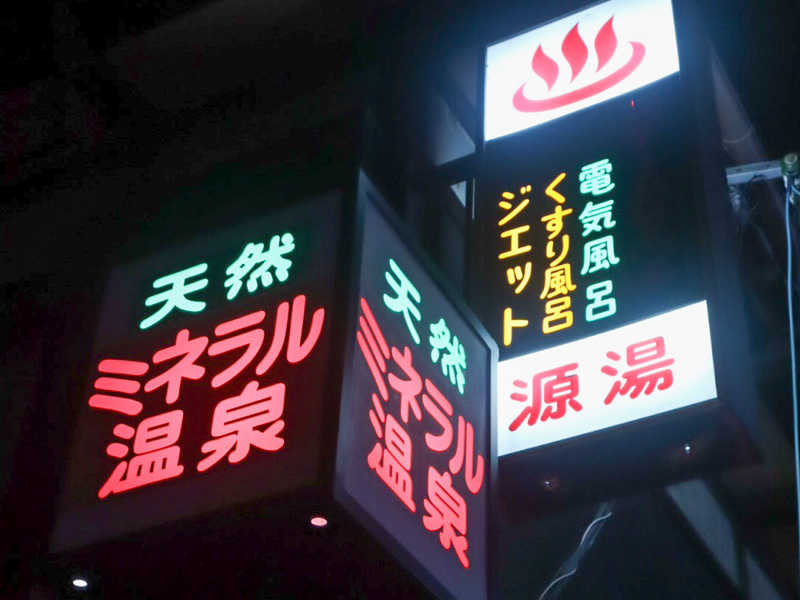 天然
ミネラル
温泉
天然
ミネラル
温泉
電気風呂
くすり風呂
ジェット
源湯